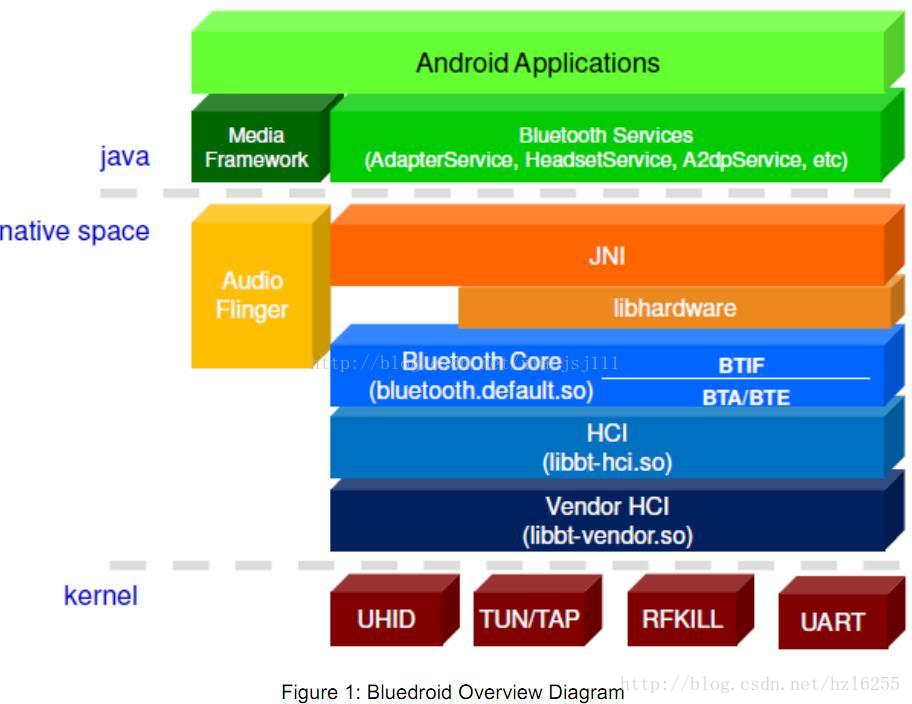 Android Applications
Media
Framework
Bluetooth Services
(AdapterService, HeadsetService, A2dpService, etc)
java
native space
Audio
Flinger
JNI
libhardware
Bluetooth Core
(bluetooth.default.so)
BTIF
BTA/BTE
HCI
(libbt-hci.so)
Vendor HCI
(libbt-vendor.so)
kernel
UHID
TUN/TAP
RFKILL
UART
Figure 1: Bluedroid Overview Diagram
http://blog.csdn.net/hzl6255